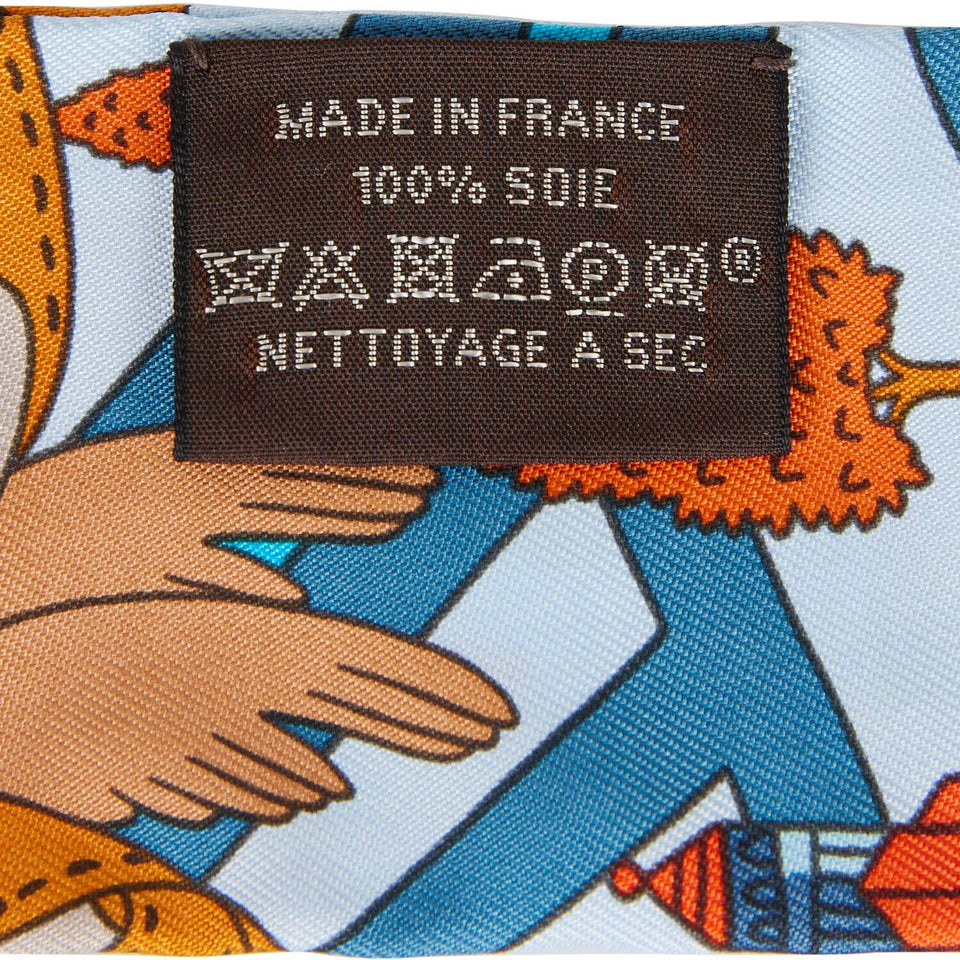 MADE IN FRANCE
100% SOIE
P ®
NETTOYAGE A SEC